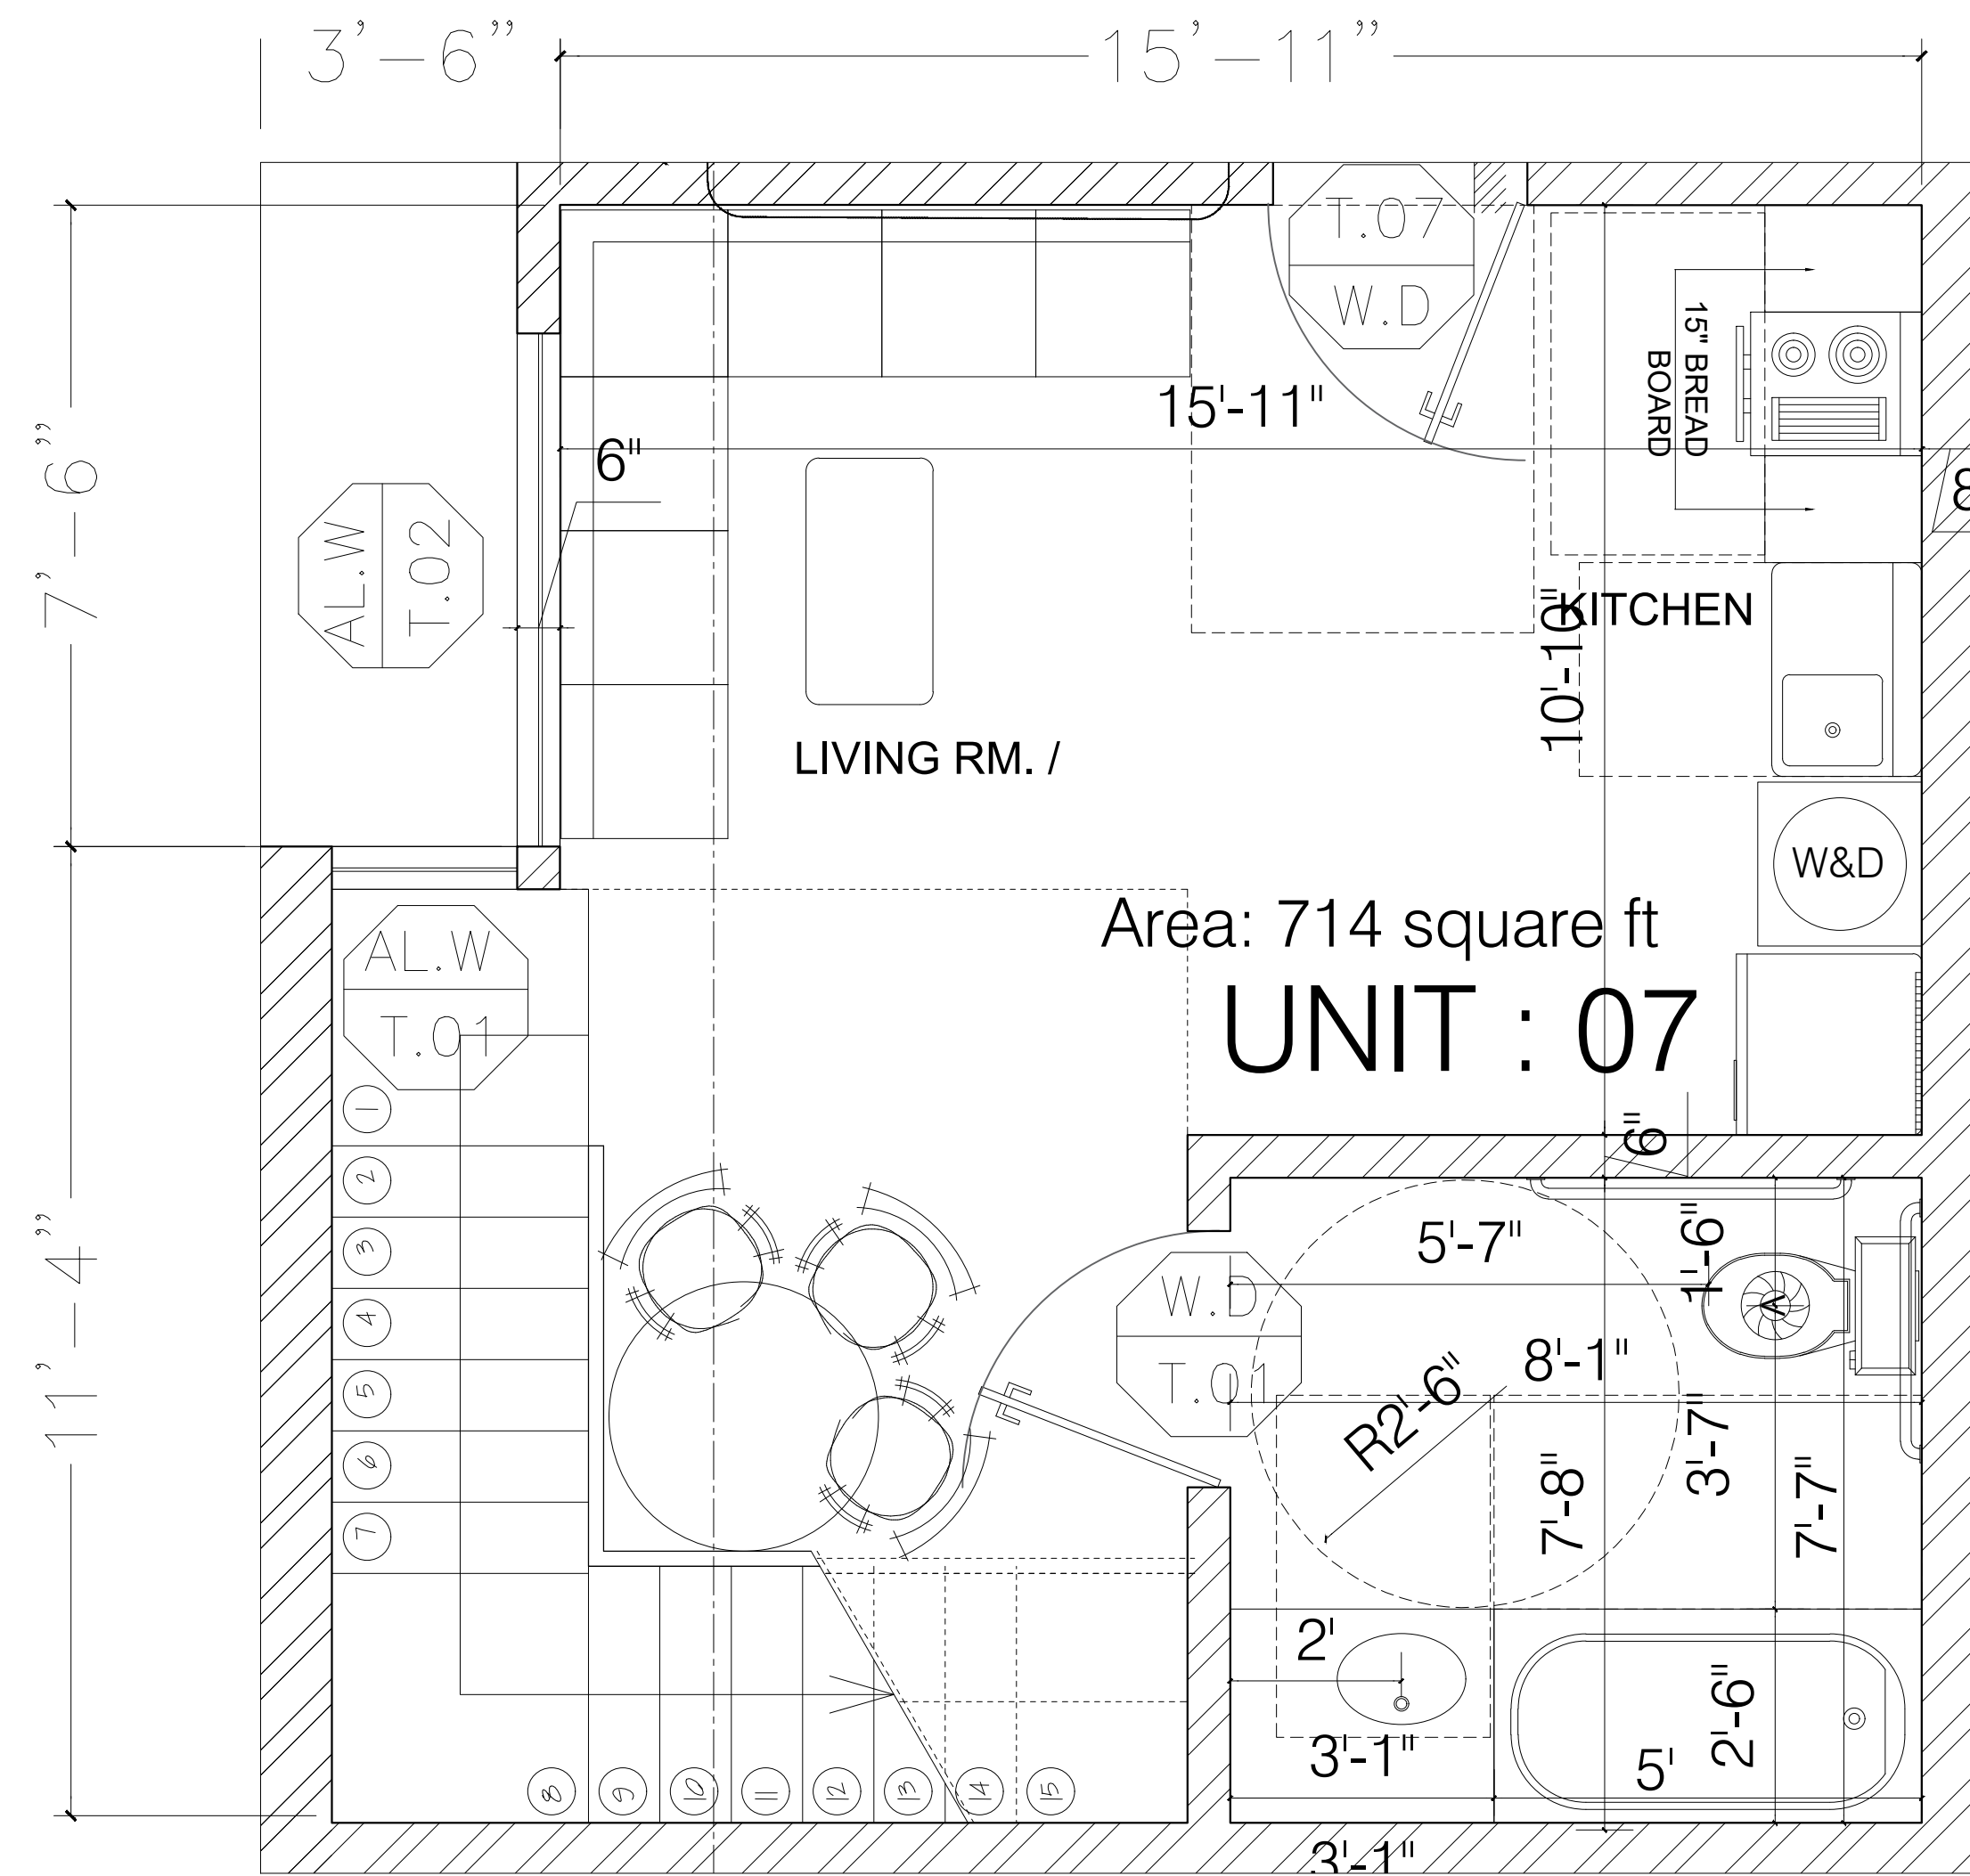 3'-6"
15'-11"
T.07
W.D
15" BREAD
BOARD
15'-11"
6"
8
7'-6"
AL.W
T.02
KITCHEN
10'-10"
LIVING RM. /
W&D
Area: 714 square ft
UNIT : 07
AL.W
T.01
6"
1
2
3
4
5
6
7
11'-4"
5'-7"
1'-6"
W.D
T.01
V
8'-1"
R2'-6"
3'-7"
7'-8"
7'-7"
2'
2'-6"
3'-1"
5'
8
9
10
11
12
13
14
15
3'-1"